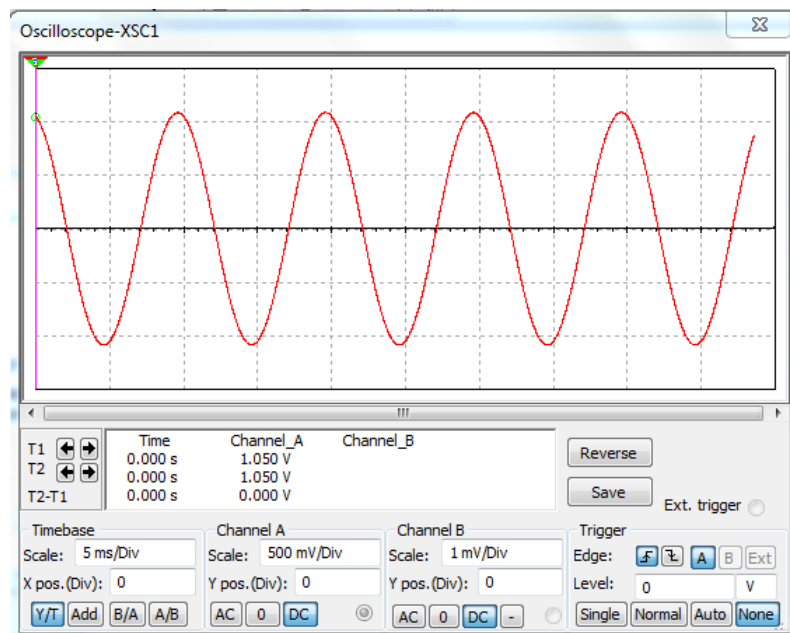 Oscilloscope-XSC1
T1
T2
T2-T1
Time Channel_A Channel_B
0.000 s 1.050 V
0.000 s 1.050 V
0.000 s 0.000 V
Reverse
Save
Ext. trigger
Timebase
Scale: 5 ms/Div
X pos.(Div): 0
Y/T Add B/A A/B
Channel A
Scale: 500 mV/Div
Y pos.(Div): 0
AC 0 DC
Channel B
Scale: 1 mV/Div
Y pos.(Div): 0
AC 0 DC -
Trigger
Edge: A B Ext
Level: 0 V
Single Normal Auto None